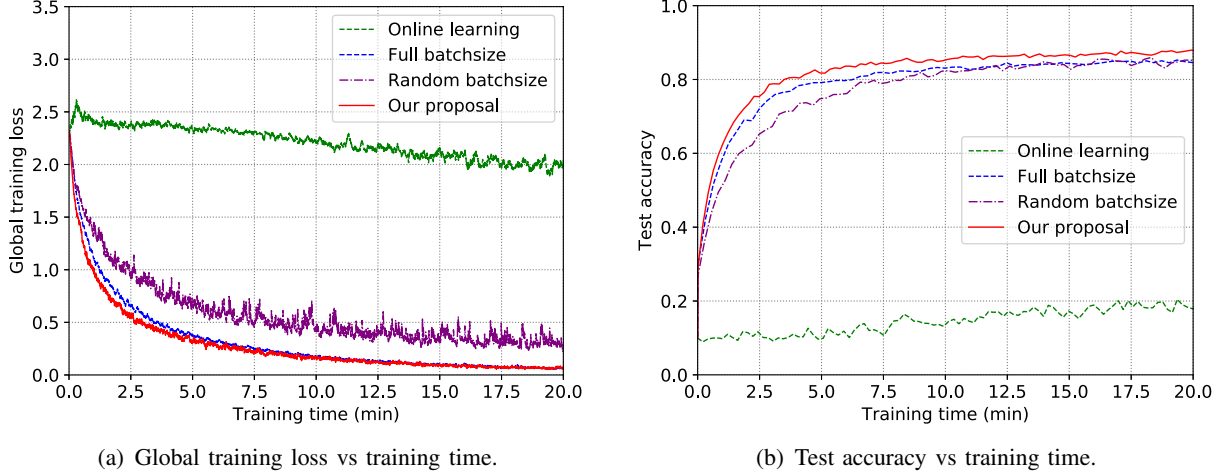 3.5
3.0
2.5
2.0
1.5
1.0
0.5
0.0
Global training loss
Online learning
Full batchsize
Random batchsize
Our proposal
0.0 2.5 5.0 7.5 10.0 12.5 15.0 17.5 20.0
Training time (min)
(a) Global training loss vs training time.
1.0
0.8
0.6
0.4
0.2
0.0
Test accuracy
Online learning
Full batchsize
Random batchsize
Our proposal
0.0 2.5 5.0 7.5 10.0 12.5 15.0 17.5 20.0
Training time (min)
(b) Test accuracy vs training time.